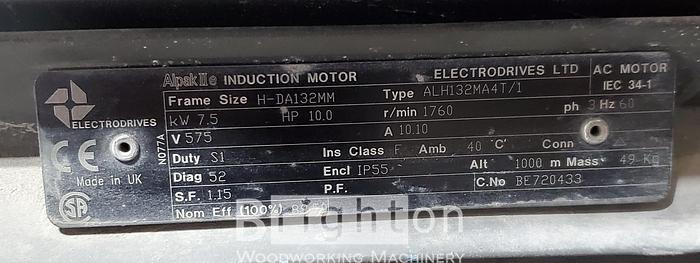 Alpak II e INDUCTION MOTOR ELECTRODRIVES LTD AC MOTOR
IEC 34-1
Frame Size H-DA132MM Type ALH132MA4T/1
kW 7.5 HP 10.0 r/min 1760 ph 3 Hz 60
V 575 A 10.10
Duty S1 Ins Class F Amb 40 'C' Conn
Diag 52 Encl IP55 Alt 1000 m Mass 49 Kg
S.F. 1.15 P.F. C.No BE720433
Nom Eff (100%)
ELECTRODRIVES
CE
Made in UK
N077A
Brighton
WOODWORKING MACHINERY